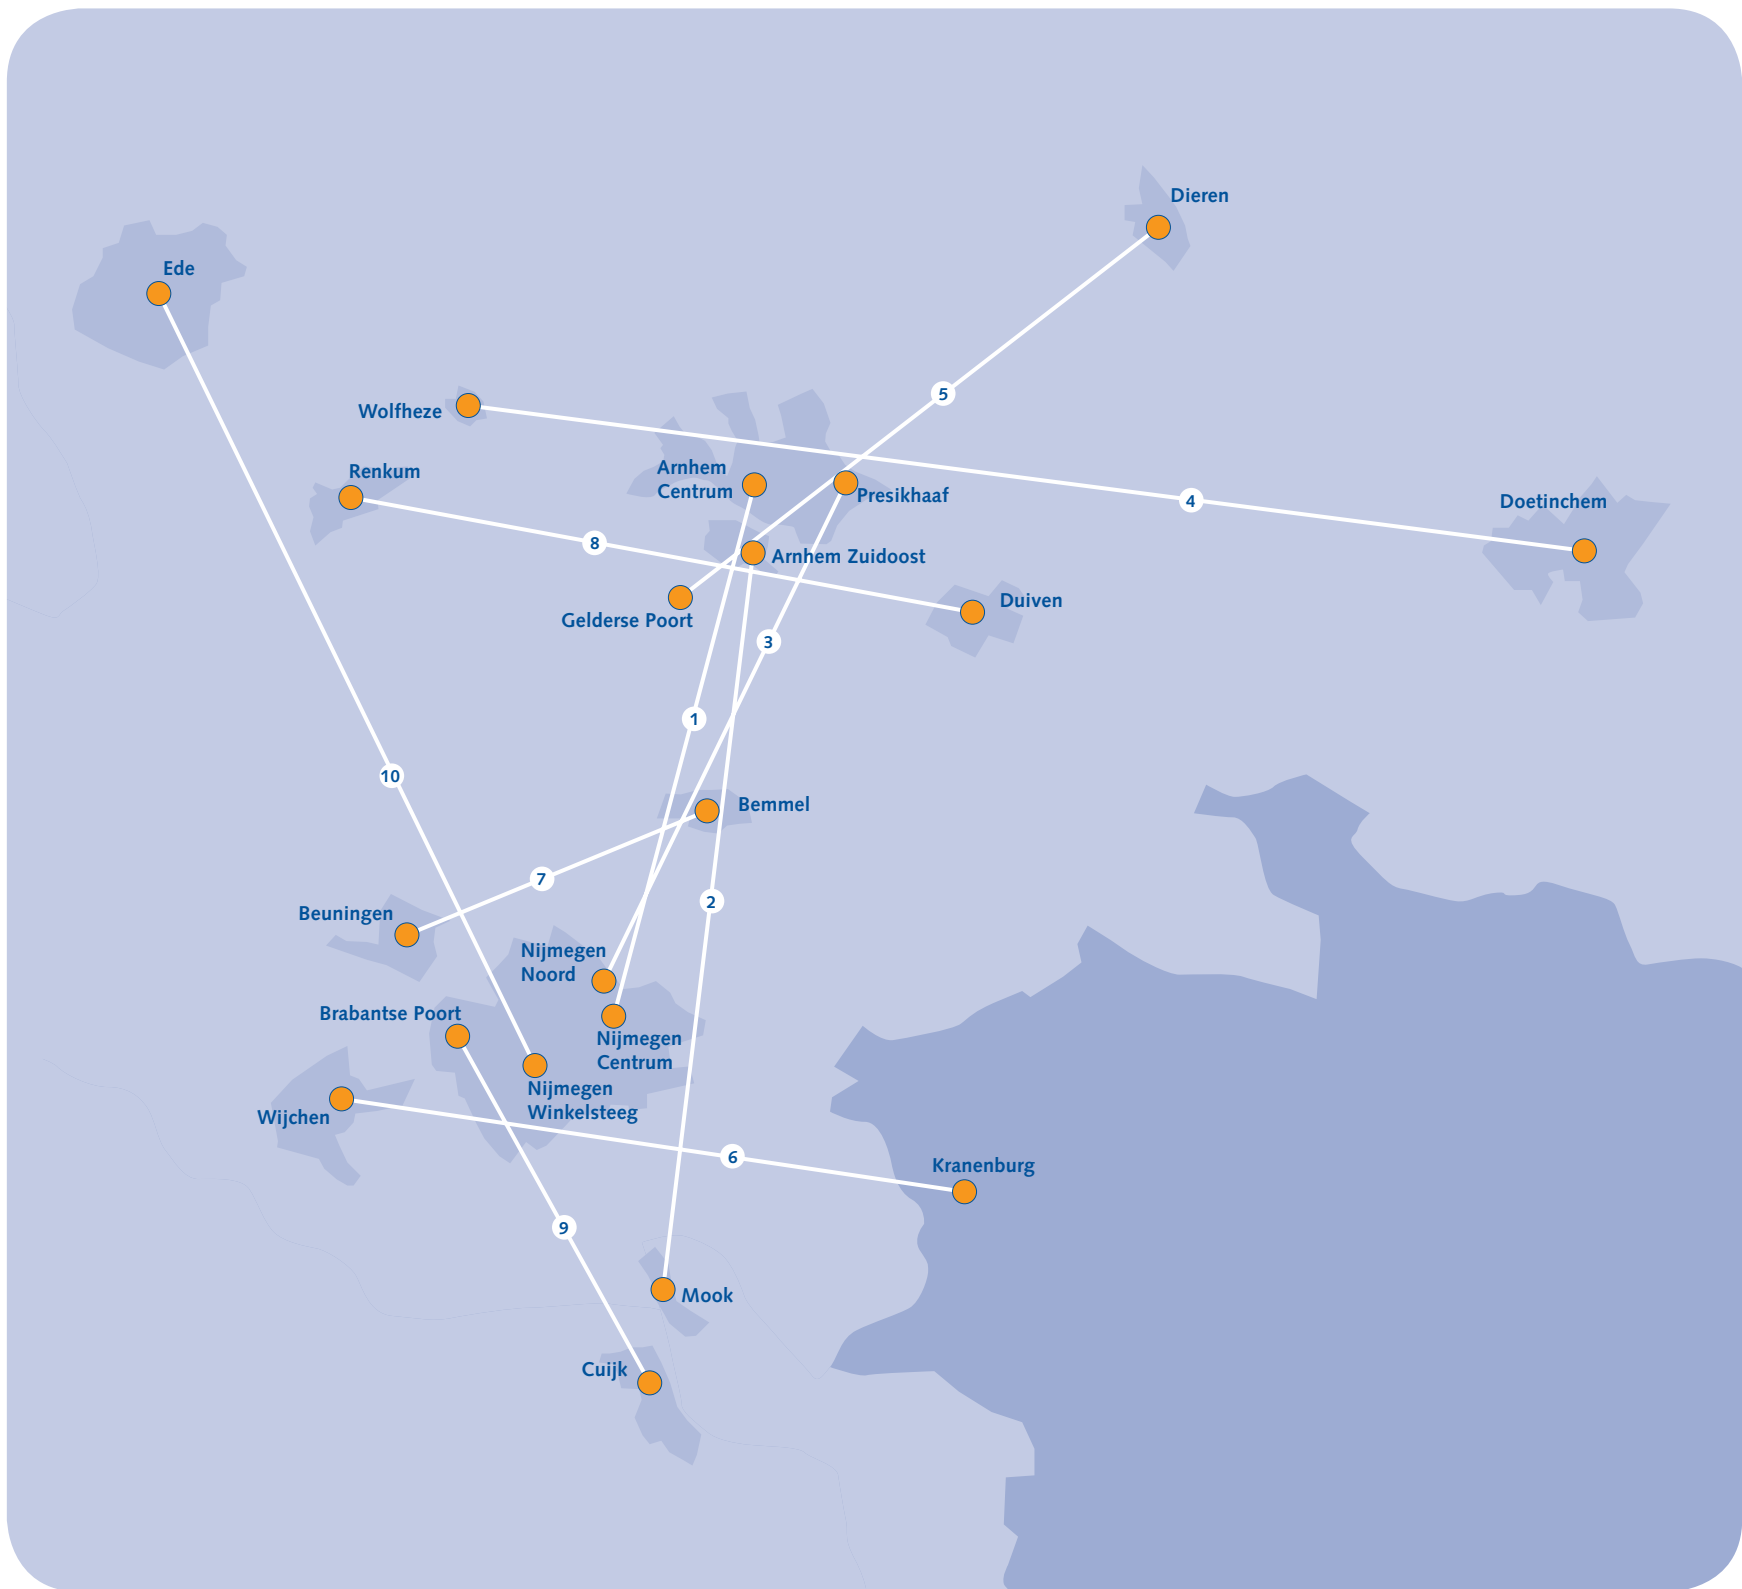 Dieren
Ede
5
Wolfheze
Renkum
Arnhem
Centrum
Presikhaaf
4
Doetinchem
8
Arnhem Zuidoost
Gelderse Poort
Duiven
3
1
10
Bemmel
7
2
Beuningen
Nijmegen
Noord
Brabantse Poort
Nijmegen
Centrum
Nijmegen
Winkelsteeg
Wijchen
6
Kranenburg
9
Mook
Cuijk